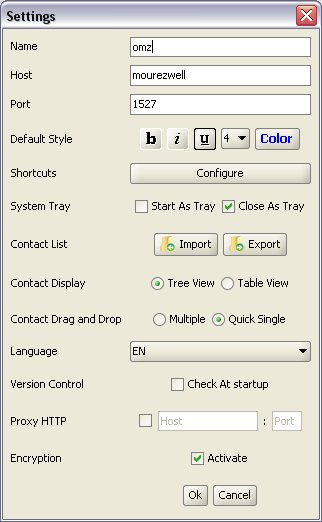 Settings
Name omz
Host mourezwell
Port 1527
Default Style b i u 4 Color
Shortcuts Configure
System Tray Start As Tray Close As Tray
Contact List Import Export
Contact Display Tree View Table View
Contact Drag and Drop Multiple Quick Single
Language EN
Version Control Check At startup
Proxy HTTP Host : Port
Encryption Activate
Ok Cancel